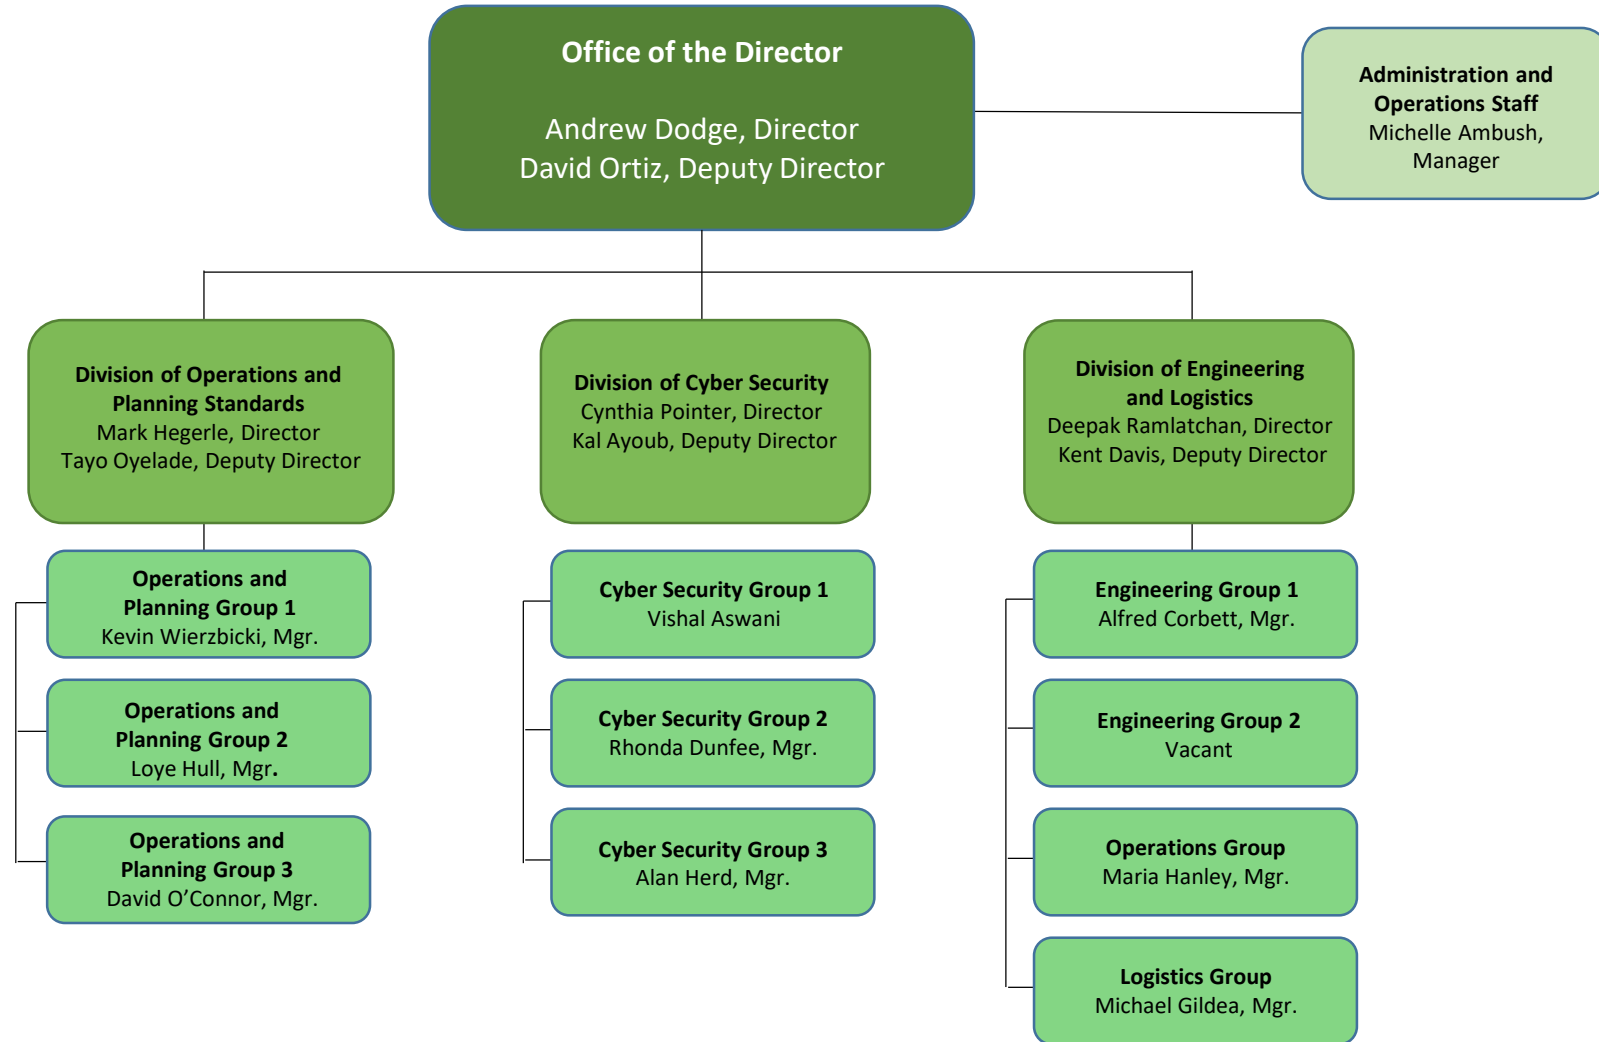 Office of the Director
Andrew Dodge, Director
David Ortiz, Deputy Director
Administration and
Operations Staff
Michelle Ambush,
Manager
Division of Operations and
Planning Standards
Mark Hegerle, Director
Tayo Oyelade, Deputy Director
Division of Cyber Security
Cynthia Pointer, Director
Kal Ayoub, Deputy Director
Division of Engineering
and Logistics
Deepak Ramlatchan, Director
Kent Davis, Deputy Director
Operations and
Planning Group 1
Kevin Wierzbicki, Mgr.
Operations and
Planning Group 2
Loye Hull, Mgr.
Operations and
Planning Group 3
David O’Connor, Mgr.
Cyber Security Group 1
Vishal Aswani
Cyber Security Group 2
Rhonda Dunfee, Mgr.
Cyber Security Group 3
Alan Herd, Mgr.
Engineering Group 1
Alfred Corbett, Mgr.
Engineering Group 2
Vacant
Operations Group
Maria Hanley, Mgr.
Logistics Group
Michael Gildea, Mgr.